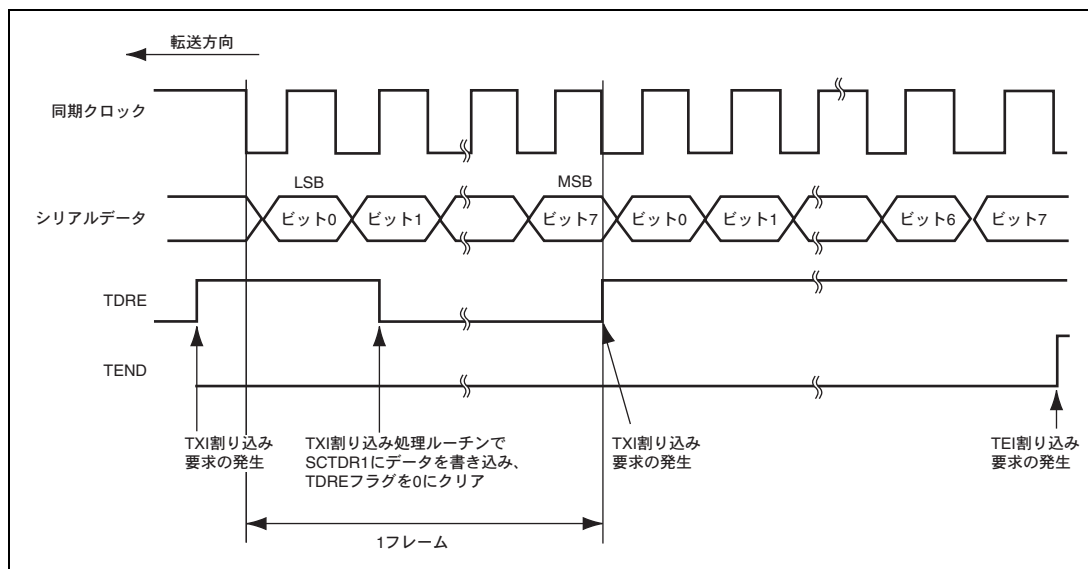 転送方向
同期クロック
LSB
MSB
シリアルデータ
ビット0
ビット1
ビット7
ビット0
ビット1
ビット6
ビット7
TDRE
TEND
TXI割り込み
要求の発生
TXI割り込み処理ルーチンで
SCTDR1にデータを書き込み、
TDREフラグを0にクリア
TXI割り込み
要求の発生
TEI割り込み
要求の発生
1フレーム